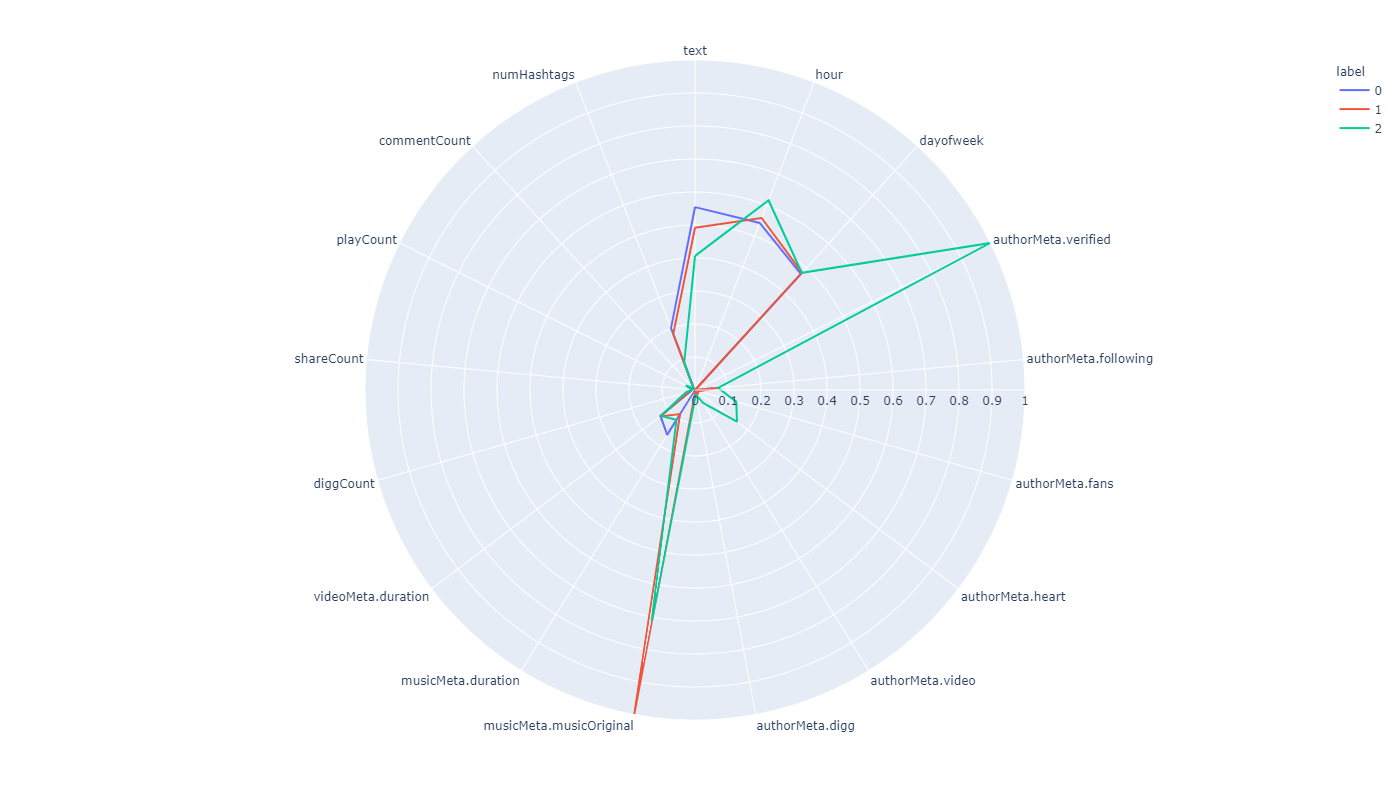 text
numHashtags
hour
label
0
1
2
commentCount
dayofweek
playCount
authorMeta.verified
shareCount
authorMeta.following
0 0.1 0.2 0.3 0.4 0.5 0.6 0.7 0.8 0.9 1
diggCount
authorMeta.fans
videoMeta.duration
authorMeta.heart
musicMeta.duration
authorMeta.video
musicMeta.musicOriginal
authorMeta.digg